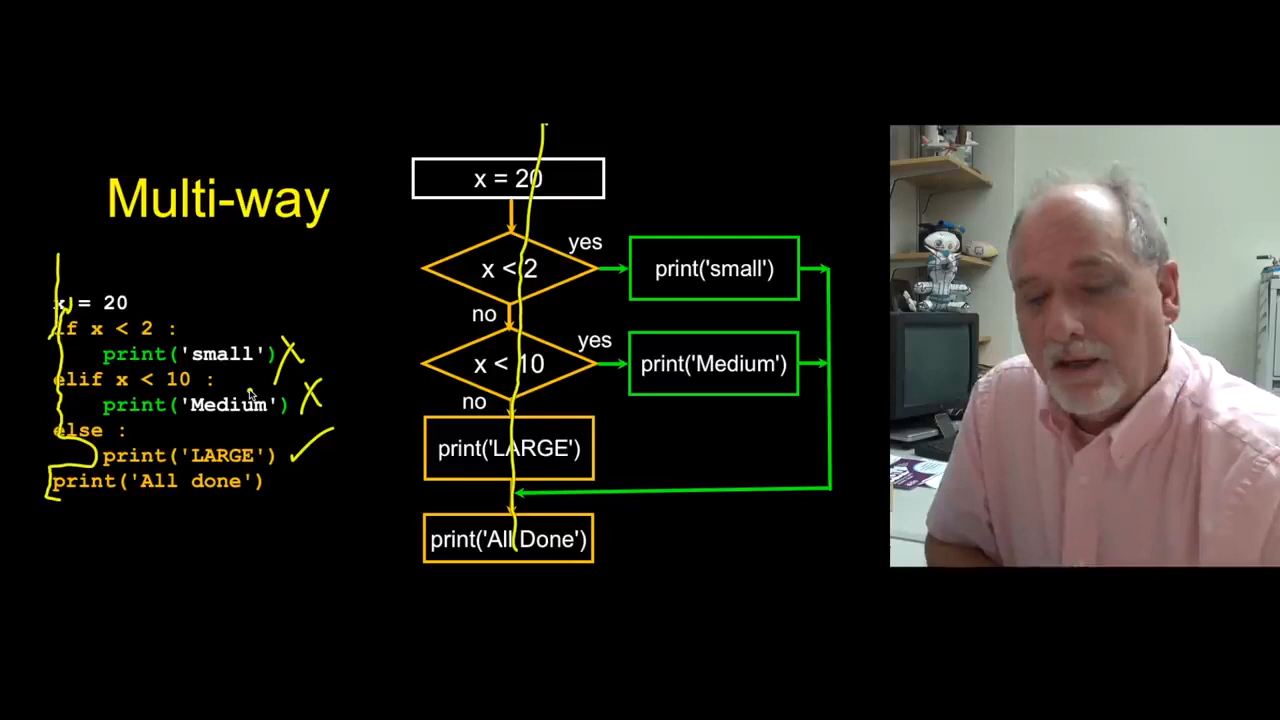 Multi-way
x = 20
if x < 2 :
print('small')
elif x < 10 :
print('Medium')
else :
print('LARGE')
print('All done')
x = 20
x < 2
yes
print('small')
no
x < 10
yes
print('Medium')
no
print('LARGE')
print('All Done')